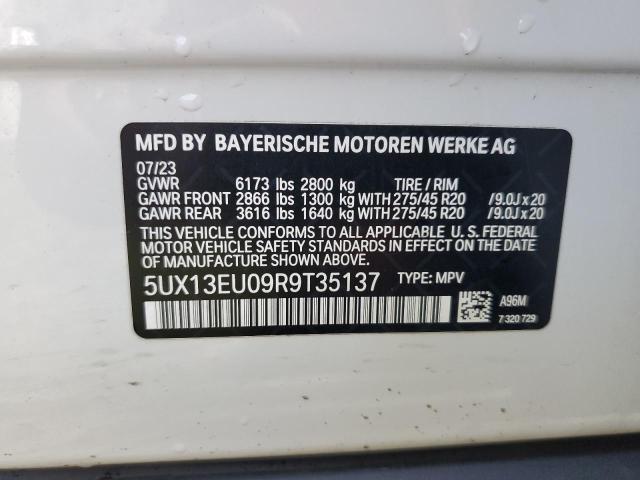 MFD BY BAYERISCHE MOTOREN WERKE AG
07/23
GVWR 6173 lbs 2800 kg TIRE / RIM
GAWR FRONT 2866 lbs 1300 kg WITH 275/45 R20 / 9.0J x 20
GAWR REAR 3616 lbs 1640 kg WITH 275/45 R20 / 9.0J x 20
THIS VEHICLE CONFORMS TO ALL APPLICABLE U. S. FEDERAL
MOTOR VEHICLE SAFETY STANDARDS IN EFFECT ON THE DATE
OF MANUFACTURE SHOWN ABOVE.
5UX13EU09R9T35137 TYPE: MPV
A96M
7 320 729